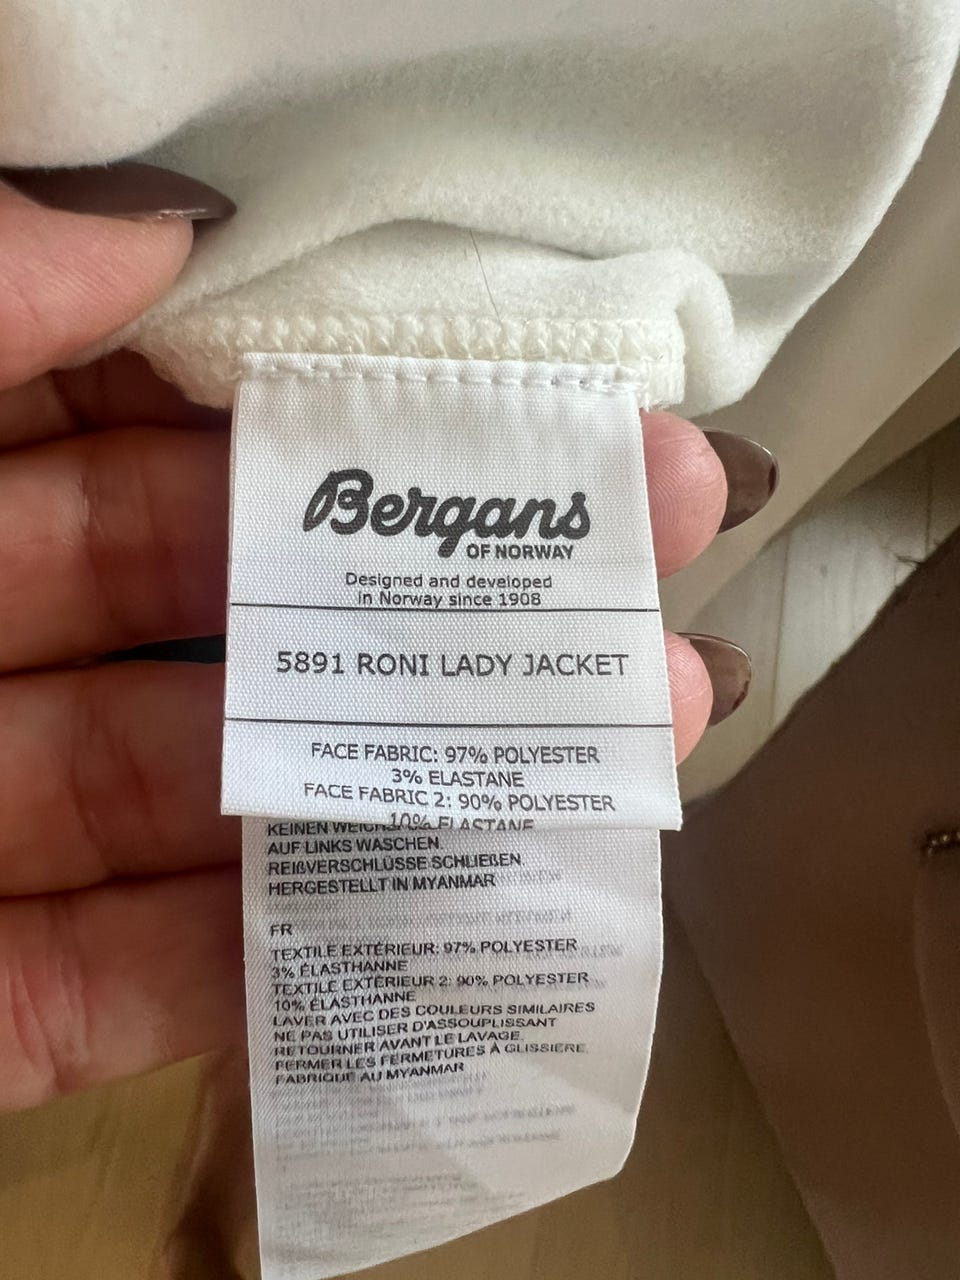 Bergans
OF NORWAY
Designed and developed
in Norway since 1908
5891 RONI LADY JACKET
FACE FABRIC: 97% POLYESTER
3% ELASTANE
FACE FABRIC 2: 90% POLYESTER
10% ELASTANE
KEINEN
AUF LINKS WASCHEN
REIßVERSCHLÜSSE SCHLIEßEN
HERGESTELLT IN MYANMAR
FR
TEXTILE EXTÉRIEUR: 97% POLYESTER
3% ÉLASTHANNE
TEXTILE EXTÉRIEUR 2: 90% POLYESTER
10% ÉLASTHANNE
LAVER AVEC DES COULEURS SIMILAIRES
NE PAS UTILISER D'ASSOUPLISSANT
RETOURNER AVANT LE LAVAGE
FERMER LES FERMETURES À GLISSIÈRE
FABRIQUÉ AU MYANMAR